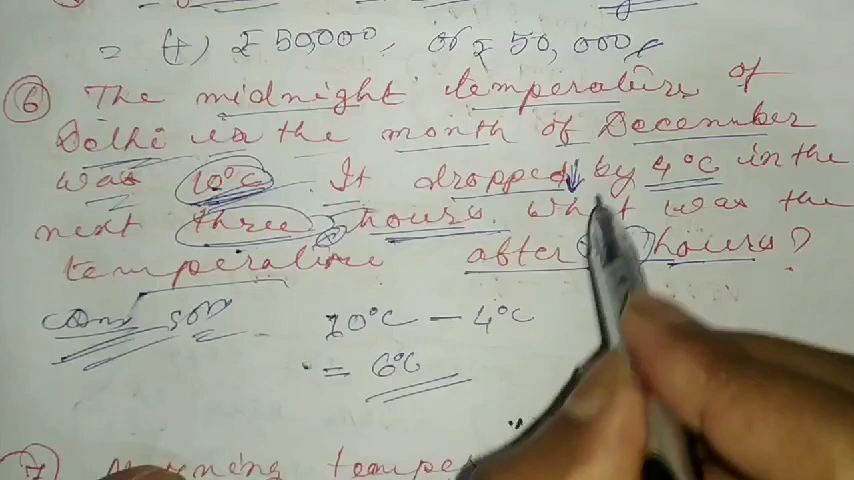 = (+) ₹ 50,000, or ₹ 50,000
6 The midnight temperature of
Delhi in the month of December
was 10°C. It dropped by 4°C in the
next three hours. What was the
temperature after hours?
10°C - 4°C
= 6°C
7 Morning temper